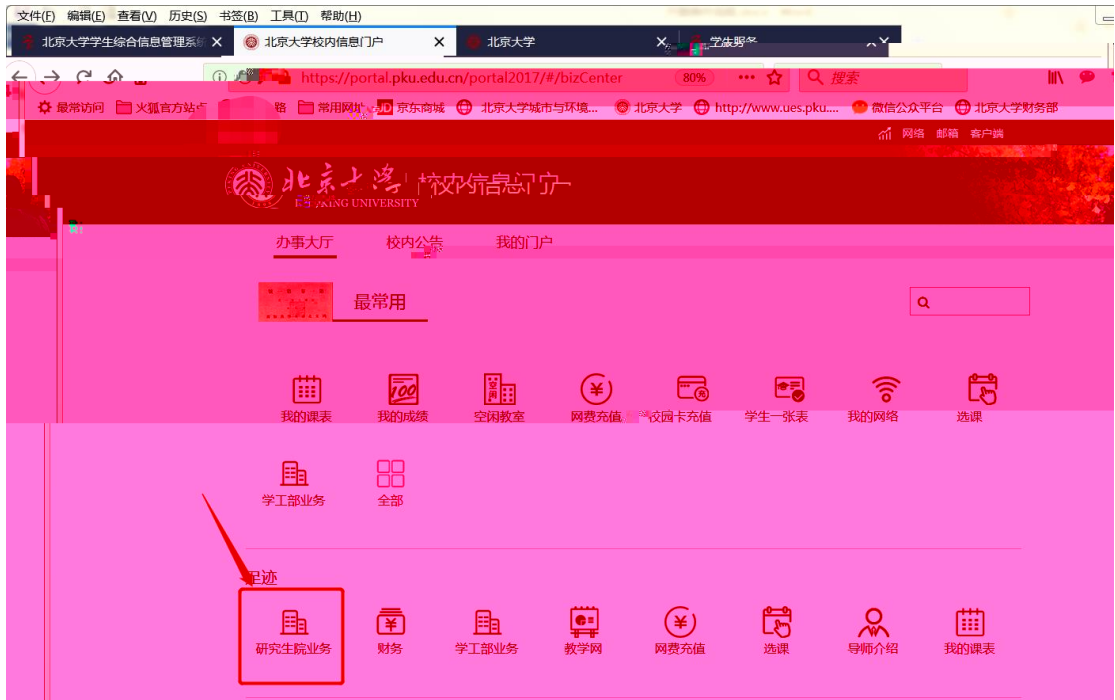 文件(F) 编辑(E) 查看(V) 历史(S) 书签(B) 工具(T) 帮助(H)
北京大学学生综合信息管理系统 × 北京大学校内信息门户 × 北京大学 × 学生服务 ×
https://portal.pku.edu.cn/portal2017/#/bizCenter 80% ••• 搜索
最常访问 火狐官方站点 常用网址 JD 京东商城 北京大学城市与环境... 北京大学 http://www.ues.pku.... 微信公众平台 北京大学财务部
网络 邮箱 客户端
北京大学 校内信息门户
PEKING UNIVERSITY
办事大厅 校内公告 我的门户
最常用
我的课表 我的成绩 空闲教室 网费充值 校园卡充值 学生一张表 我的网络 选课
学工部业务 全部
足迹
研究生院业务 财务 学工部业务 教学网 网费充值 选课 导师介绍 我的课表